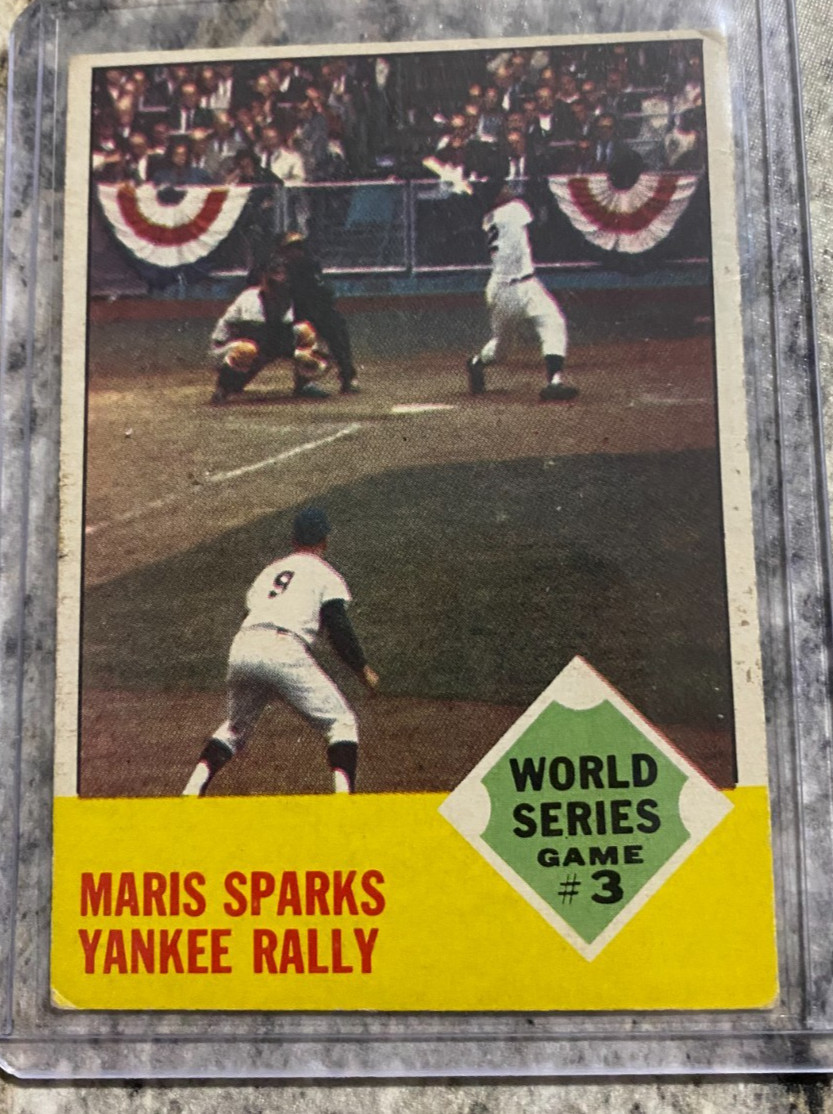 9
WORLD
SERIES
GAME
#3
MARIS SPARKS
YANKEE RALLY